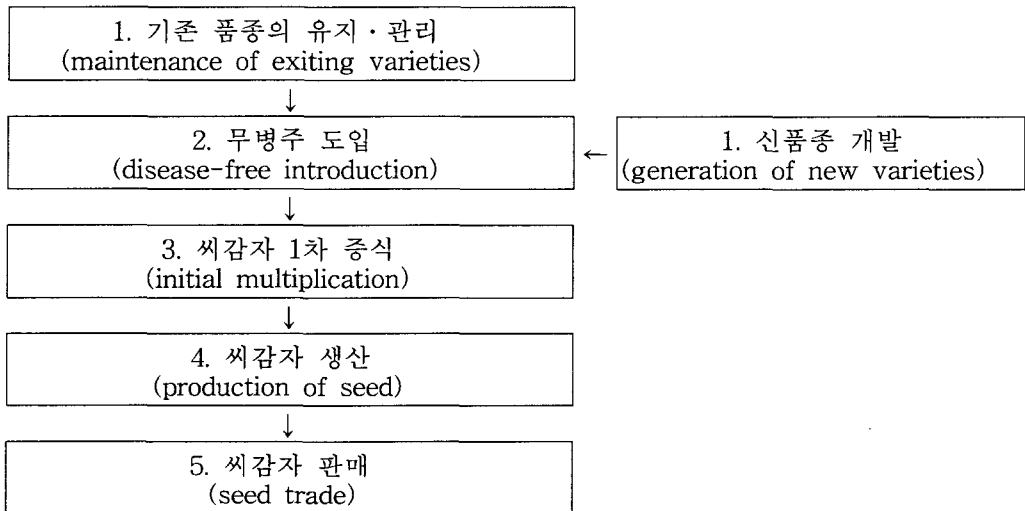 1. 기존 품종의 유지·관리
(maintenance of exiting varieties)
↓
2. 무병주 도입
(disease-free introduction)
←
1. 신품종 개발
(generation of new varieties)
↓
3. 씨감자 1차 증식
(initial multiplication)
↓
4. 씨감자 생산
(production of seed)
↓
5. 씨감자 판매
(seed trade)